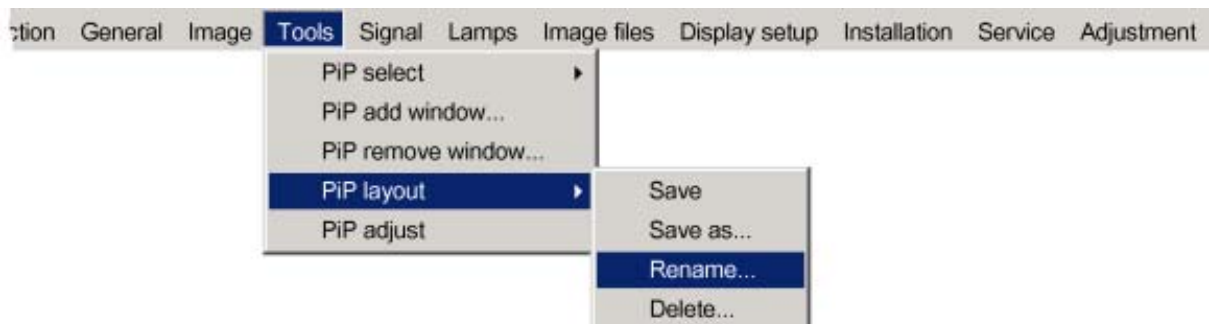 ction General Image Tools Signal Lamps Image files Display setup Installation Service Adjustment
PiP select
PiP add window...
PiP remove window...
PiP layout
PiP adjust
Save
Save as...
Rename...
Delete...